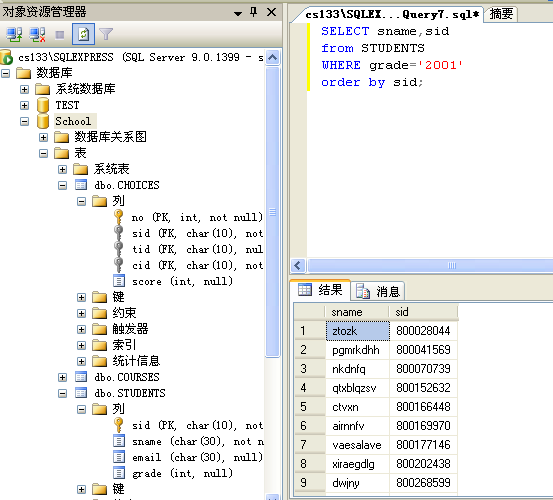 对象资源管理器
cs133\SQLEXPRESS (SQL Server 9.0.1399 - s
数据库
系统数据库
TEST
School
数据库关系图
表
系统表
dbo.CHOICES
列
no (PK, int, not null)
sid (FK, char(10), not
tid (FK, char(10), nul
cid (FK, char(10), not
score (int, null)
键
约束
触发器
索引
统计信息
dbo.COURSES
dbo.STUDENTS
列
sid (PK, char(10), not
sname (char(30), not n
email (char(30), null)
grade (int, null)
键
cs133\SQLEX...Query7.sql* 摘要
SELECT sname,sid
from STUDENTS
WHERE grade='2001'
order by sid;
结果 消息
sname sid
1 ztozk 800028044
2 pgmrkdhh 800041569
3 nkdnfq 800070739
4 qtxblqzsv 800152632
5 ctvxn 800166448
6 airnnfv 800169970
7 vaesalave 800177146
8 xiraegdlg 800202438
9 dwjny 800268599